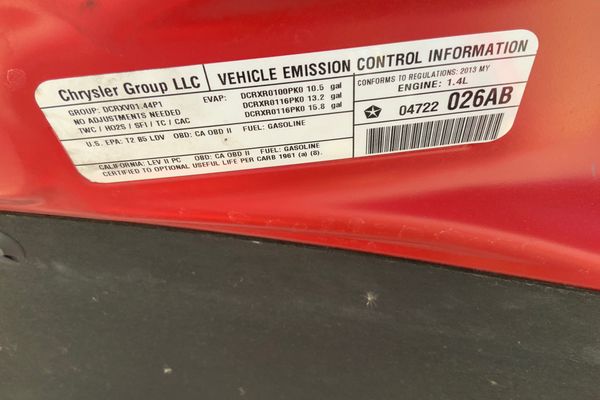 Chrysler Group LLC
VEHICLE EMISSION CONTROL INFORMATION
GROUP: DCRXV01.44P1
NO ADJUSTMENTS NEEDED
TWC / HO2S / SFI / TC / CAC
EVAP: DCRXR0100PK0 10.5 gal
DCRXR0116PK0 13.2 gal
DCRXR0116PK0 15.8 gal
CONFORMS TO REGULATIONS: 2013 MY
ENGINE: 1.4L
04722 026AB
U.S. EPA: T2 B5 LDV OBD: CA OBD II FUEL: GASOLINE
CALIFORNIA: LEV II PC OBD: CA OBD II FUEL: GASOLINE
CERTIFIED TO OPTIONAL USEFUL LIFE PER CARB 1961 (a) (8).